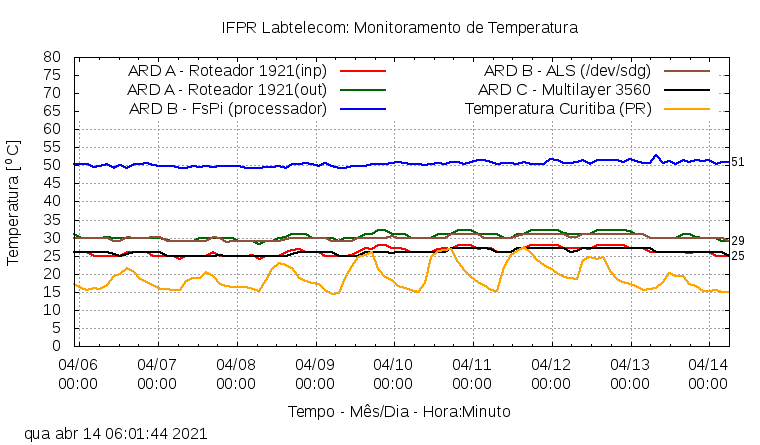 IFPR Labtelecom: Monitoramento de Temperatura
Temperatura [ ° C]
80
75
70
65
60
55
50
45
40
35
30
25
20
15
10
5
0
ARD A - Roteador 1921(inp)
ARD A - Roteador 1921(out)
ARD B - FsPi (processador)
ARD B - ALS (/dev/sdg)
ARD C - Multilayer 3560
Temperatura Curitiba (PR)
51
29
25
04/06 04/07 04/08 04/09 04/10 04/11 04/12 04/13 04/14
00:00 00:00 00:00 00:00 00:00 00:00 00:00 00:00 00:00
Tempo - Mês/Dia - Hora:Minuto
qua abr 14 06:01:44 2021